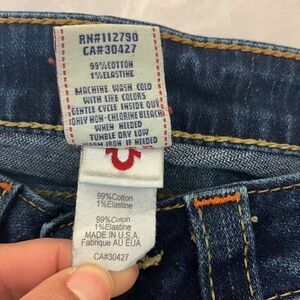 RN#112790
CA#30427
99%COTTON
1%ELASTINE
MACHINE WASH COLD
WITH LIKE COLORS
GENTLE CYCLE INSIDE OUT
ONLY NON-CHLORINE BLEACH
WHEN NEEDED
TUMBLE DRY LOW
WARM IRON IF NEEDED
99%Cotton
1%Elastine
99%Coton
1%Elastine
MADE IN U.S.A
Fabrique AU EUA
CA#30427